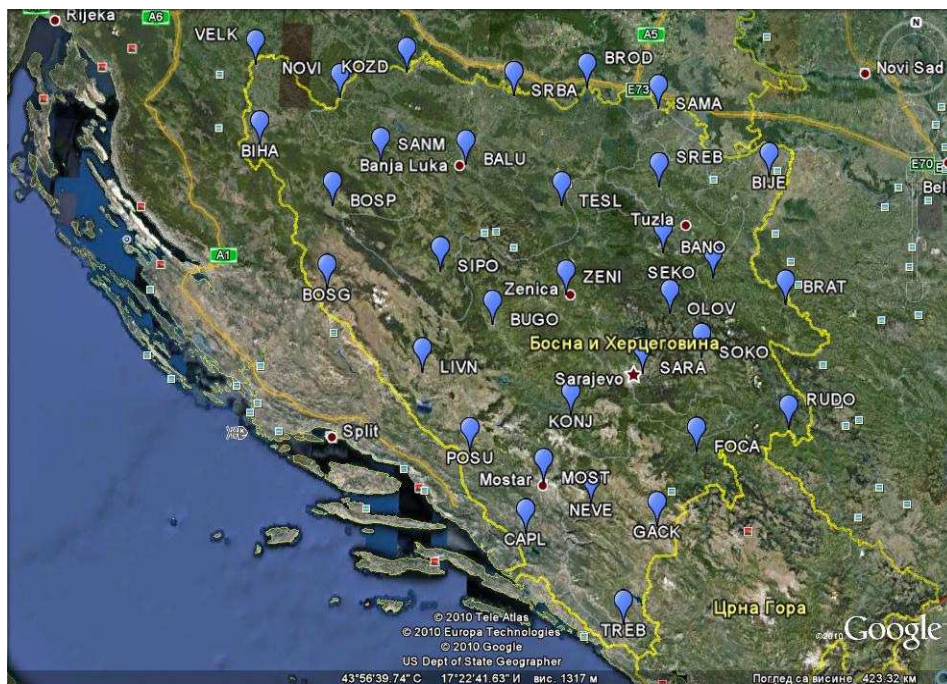 Rijeka
A6
A5
N
VELK
NOVI
KOZD
BROD
Novi Sad
SRBA
E73
SAMA
BIHA
SANM
Banja Luka
BALU
SREB
BIJE
E70
Bel
BOSP
TESL
Tuzla
BANO
A1
SIPO
ZENI
SEKO
BOSG
Zenica
BRAT
BUGO
OLOV
Босна и Херцеговина
SOKO
LIVN
SARA
Sarajevo
KONJ
RUDO
Split
POSU
FOCA
Mostar
MOST
NEVE
CAPL
GACK
TREB
Црна Гора
© 2010 Tele Atlas
© 2010 Europa Technologies
© 2010 Google
US Dept of State Geographer
©2010 Google
43°56'39.74" С 17°22'41.63" И вис. 1317 m
Поглед са висине 423.32 km